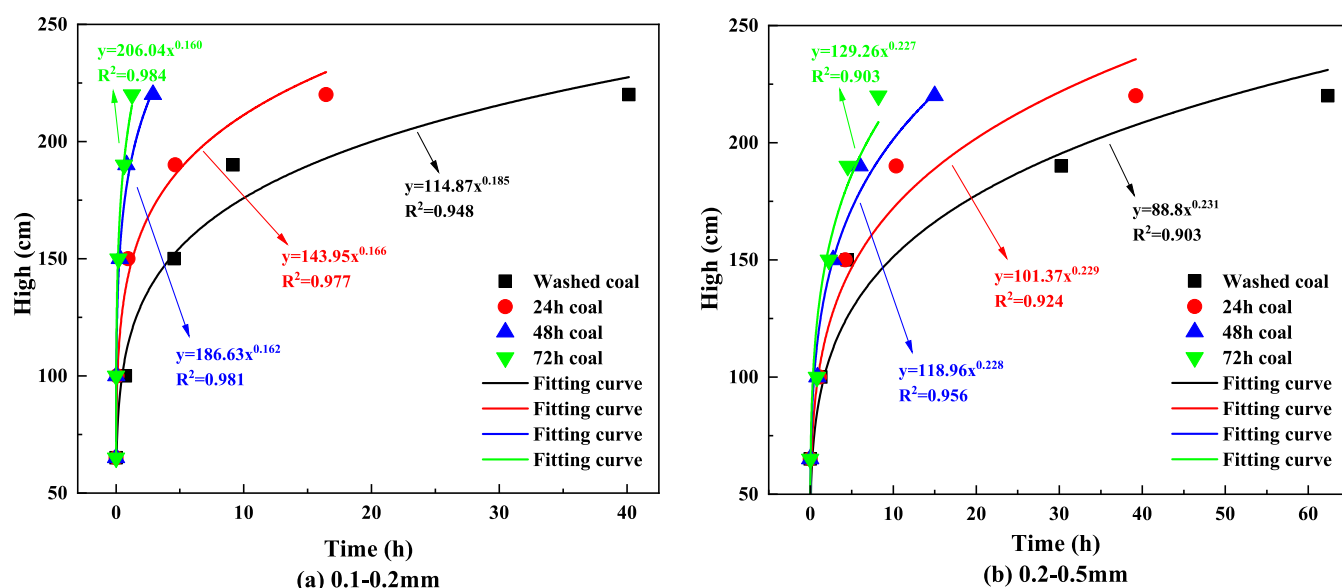 250
200
150
100
50
High (cm)
y=206.04x^0.160
R²=0.984
y=114.87x^0.185
R²=0.948
y=143.95x^0.166
R²=0.977
y=186.63x^0.162
R²=0.981
Washed coal
24h coal
48h coal
72h coal
Fitting curve
Fitting curve
Fitting curve
Fitting curve
0 10 20 30 40
Time (h)
(a) 0.1-0.2mm
250
200
150
100
50
High (cm)
y=129.26x^0.227
R²=0.903
y=88.8x^0.231
R²=0.903
y=101.37x^0.229
R²=0.924
y=118.96x^0.228
R²=0.956
Washed coal
24h coal
48h coal
72h coal
Fitting curve
Fitting curve
Fitting curve
Fitting curve
0 10 20 30 40 50 60
Time (h)
(b) 0.2-0.5mm